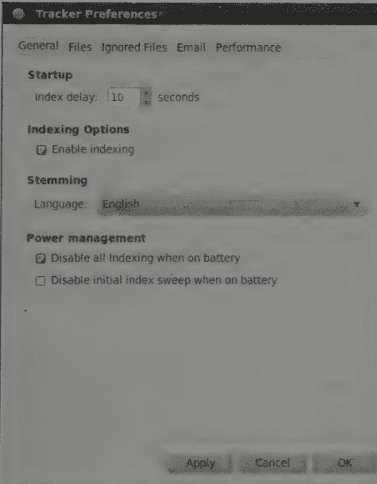 Tracker Preferences
General Files Ignored Files Email Performance
Startup
Index delay: 10 seconds
Indexing Options
Enable indexing
Stemming
Language: English
Power management
Disable all Indexing when on battery
Disable initial index sweep when on battery
Apply Cancel OK